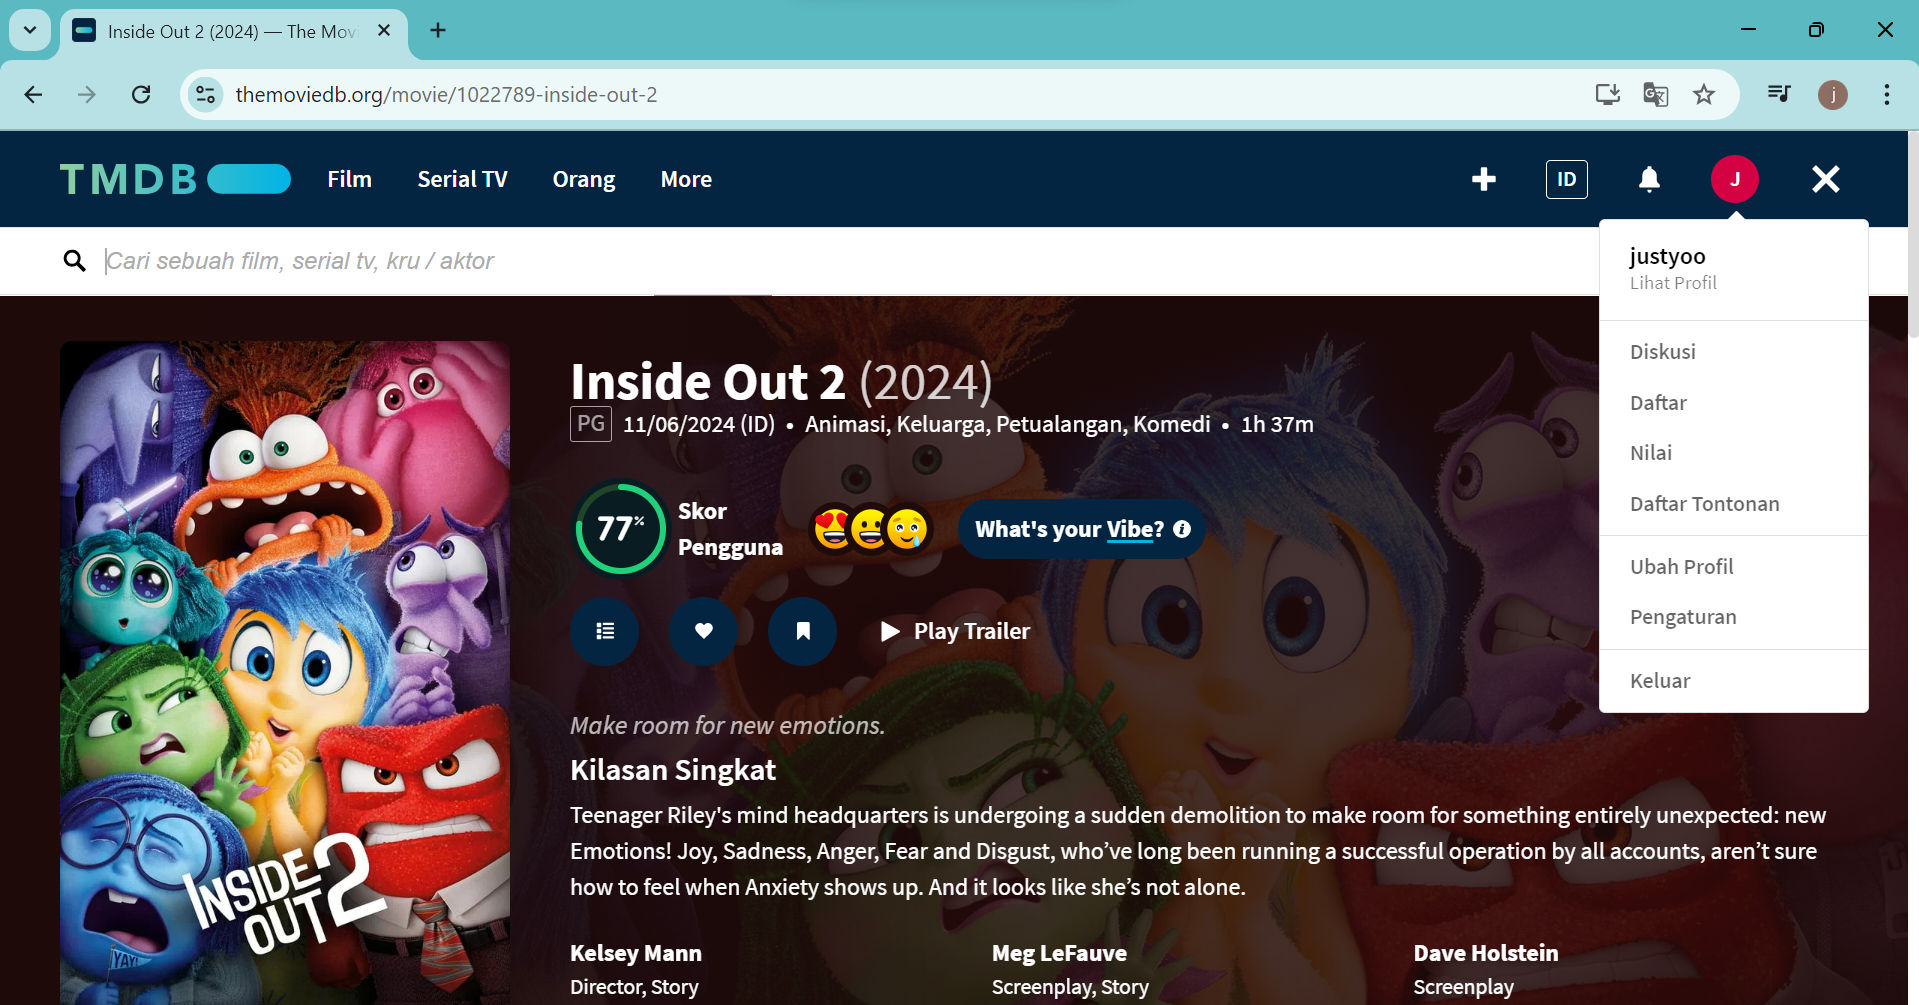 Inside Out 2 (2024) — The Mov
themoviedb.org/movie/1022789-inside-out-2
j
TMDB
Film
Serial TV
Orang
More
ID
J
Cari sebuah film, serial tv, kru / aktor
justyoo
Lihat Profil
Diskusi
Daftar
Nilai
Daftar Tontonan
Ubah Profil
Pengaturan
Keluar
INSIDE
OUT 2
YAY!
Inside Out 2 (2024)
PG 11/06/2024 (ID) • Animasi, Keluarga, Petualangan, Komedi • 1h 37m
77%
Skor
Pengguna
What's your Vibe?
Play Trailer
Make room for new emotions.
Kilasan Singkat
Teenager Riley's mind headquarters is undergoing a sudden demolition to make room for something entirely unexpected: new
Emotions! Joy, Sadness, Anger, Fear and Disgust, who’ve long been running a successful operation by all accounts, aren’t sure
how to feel when Anxiety shows up. And it looks like she’s not alone.
Kelsey Mann
Director, Story
Meg LeFauve
Screenplay, Story
Dave Holstein
Screenplay